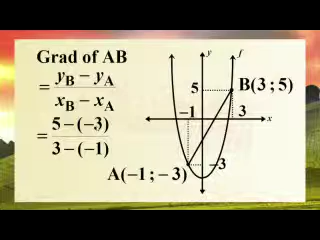 Grad of AB
= y_B − y_A / x_B − x_A
= 5 − (−3) / 3 − (−1)
y
f
5
B(3 ; 5)
−1
3
x
−3
A(−1 ; −3)